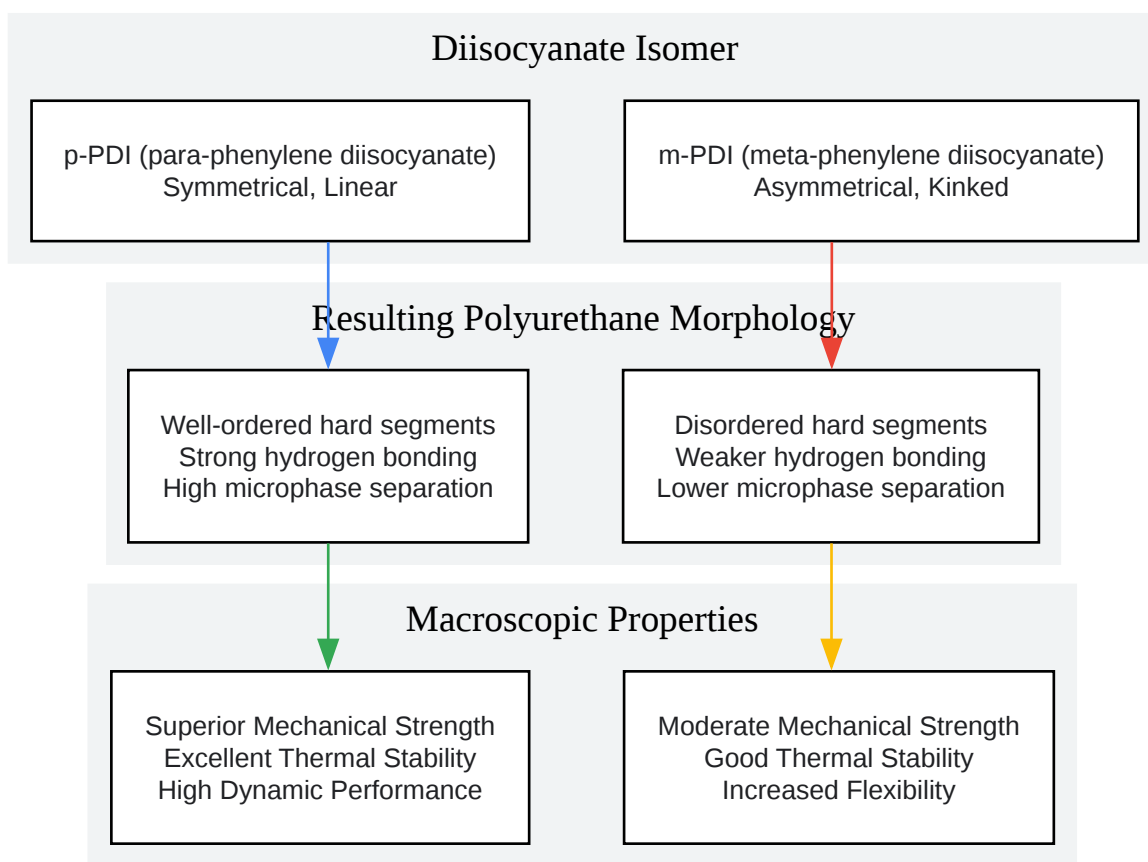 Diisocyanate Isomer
p-PDI (para-phenylene diisocyanate)
Symmetrical, Linear
m-PDI (meta-phenylene diisocyanate)
Asymmetrical, Kinked
Resulting Polyurethane Morphology
Well-ordered hard segments
Strong hydrogen bonding
High microphase separation
Disordered hard segments
Weaker hydrogen bonding
Lower microphase separation
Macroscopic Properties
Superior Mechanical Strength
Excellent Thermal Stability
High Dynamic Performance
Moderate Mechanical Strength
Good Thermal Stability
Increased Flexibility